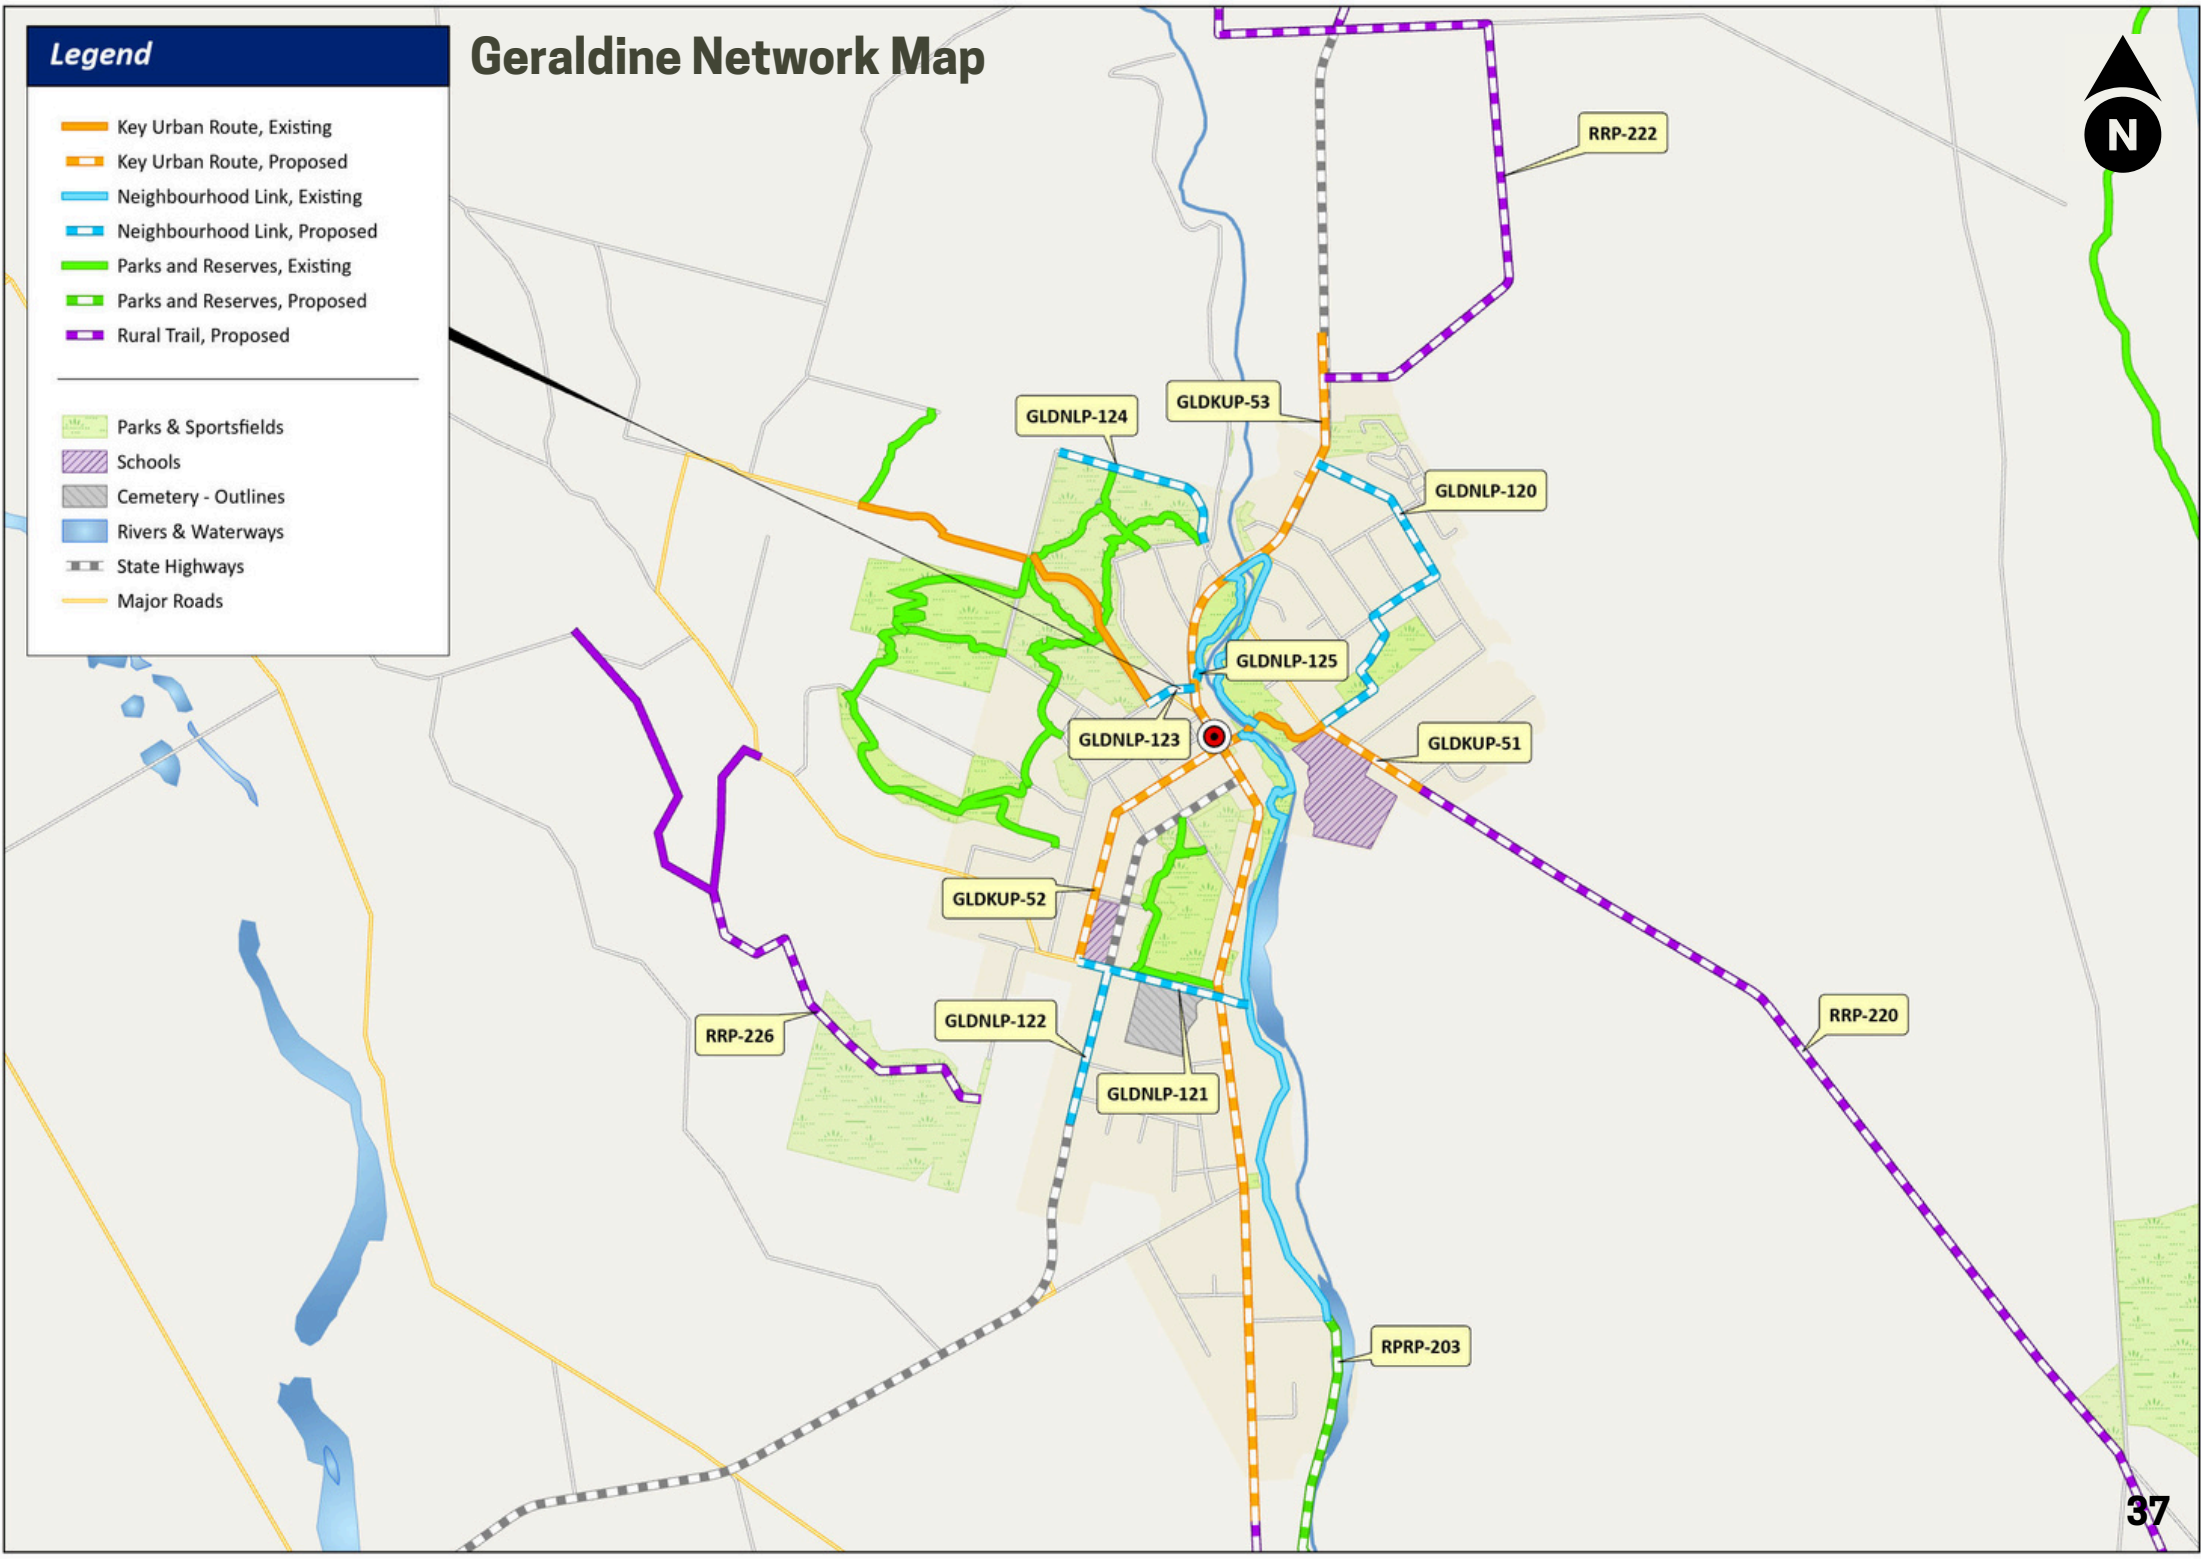 Legend
Geraldine Network Map
Key Urban Route, Existing
Key Urban Route, Proposed
Neighbourhood Link, Existing
Neighbourhood Link, Proposed
Parks and Reserves, Existing
Parks and Reserves, Proposed
Rural Trail, Proposed
Parks & Sportsfields
Schools
Cemetery - Outlines
Rivers & Waterways
State Highways
Major Roads
N
RRP-222
GLDKUP-53
GLDNLP-124
GLDNLP-120
GLDNLP-125
GLDNLP-123
GLDKUP-51
GLDKUP-52
RRP-220
GLDNLP-122
RRP-226
GLDNLP-121
RPRP-203
37